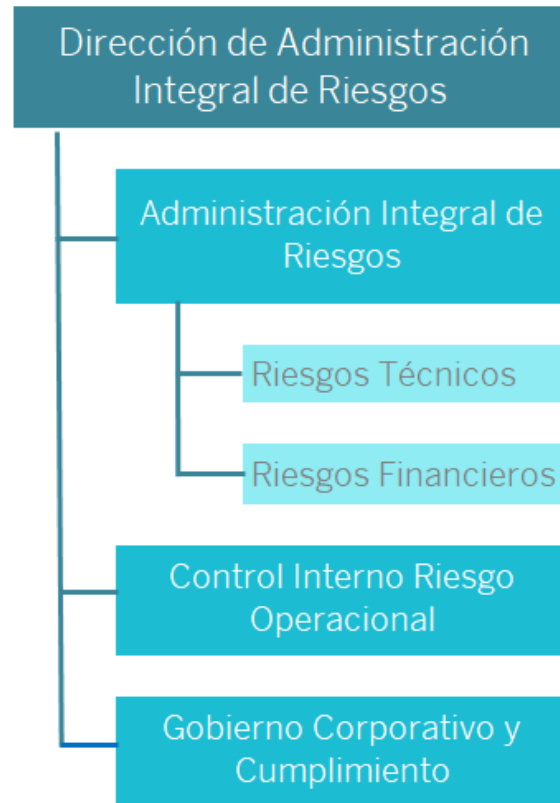 Dirección de Administración
Integral de Riesgos
Administración Integral de
Riesgos
Riesgos Técnicos
Riesgos Financieros
Control Interno Riesgo
Operacional
Gobierno Corporativo y
Cumplimiento